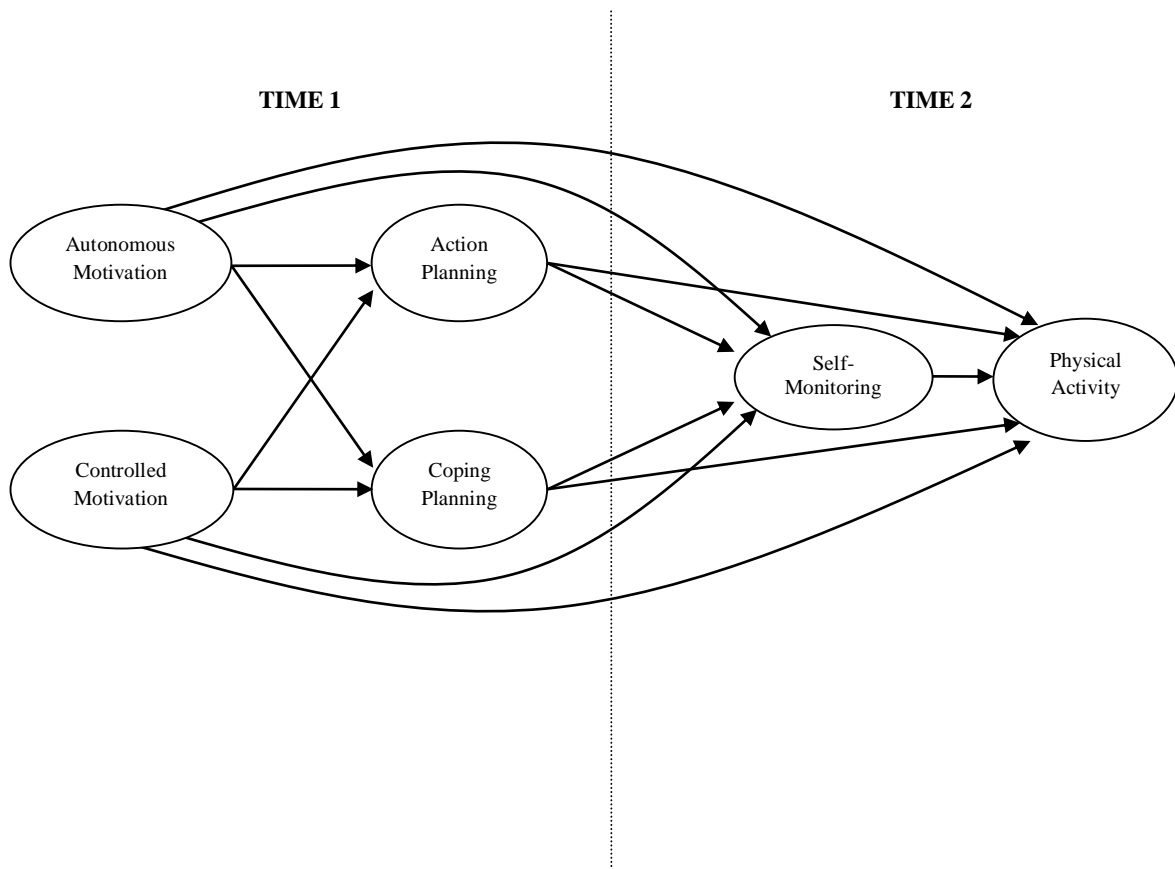 TIME 1
TIME 2
Autonomous
Motivation
Action
Planning
Self-
Monitoring
Physical
Activity
Controlled
Motivation
Coping
Planning